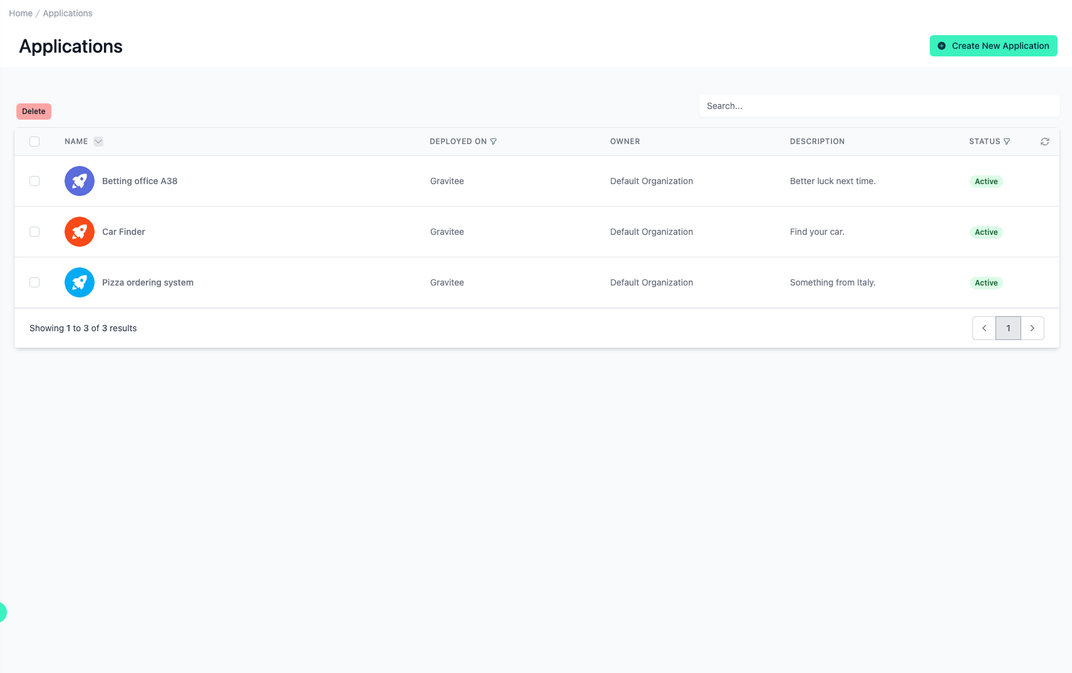 Home / Applications
Applications
Create New Application
Delete
Search...
NAME DEPLOYED ON OWNER DESCRIPTION STATUS
Betting office A38 Gravitee Default Organization Better luck next time. Active
Car Finder Gravitee Default Organization Find your car. Active
Pizza ordering system Gravitee Default Organization Something from Italy. Active
Showing 1 to 3 of 3 results
1